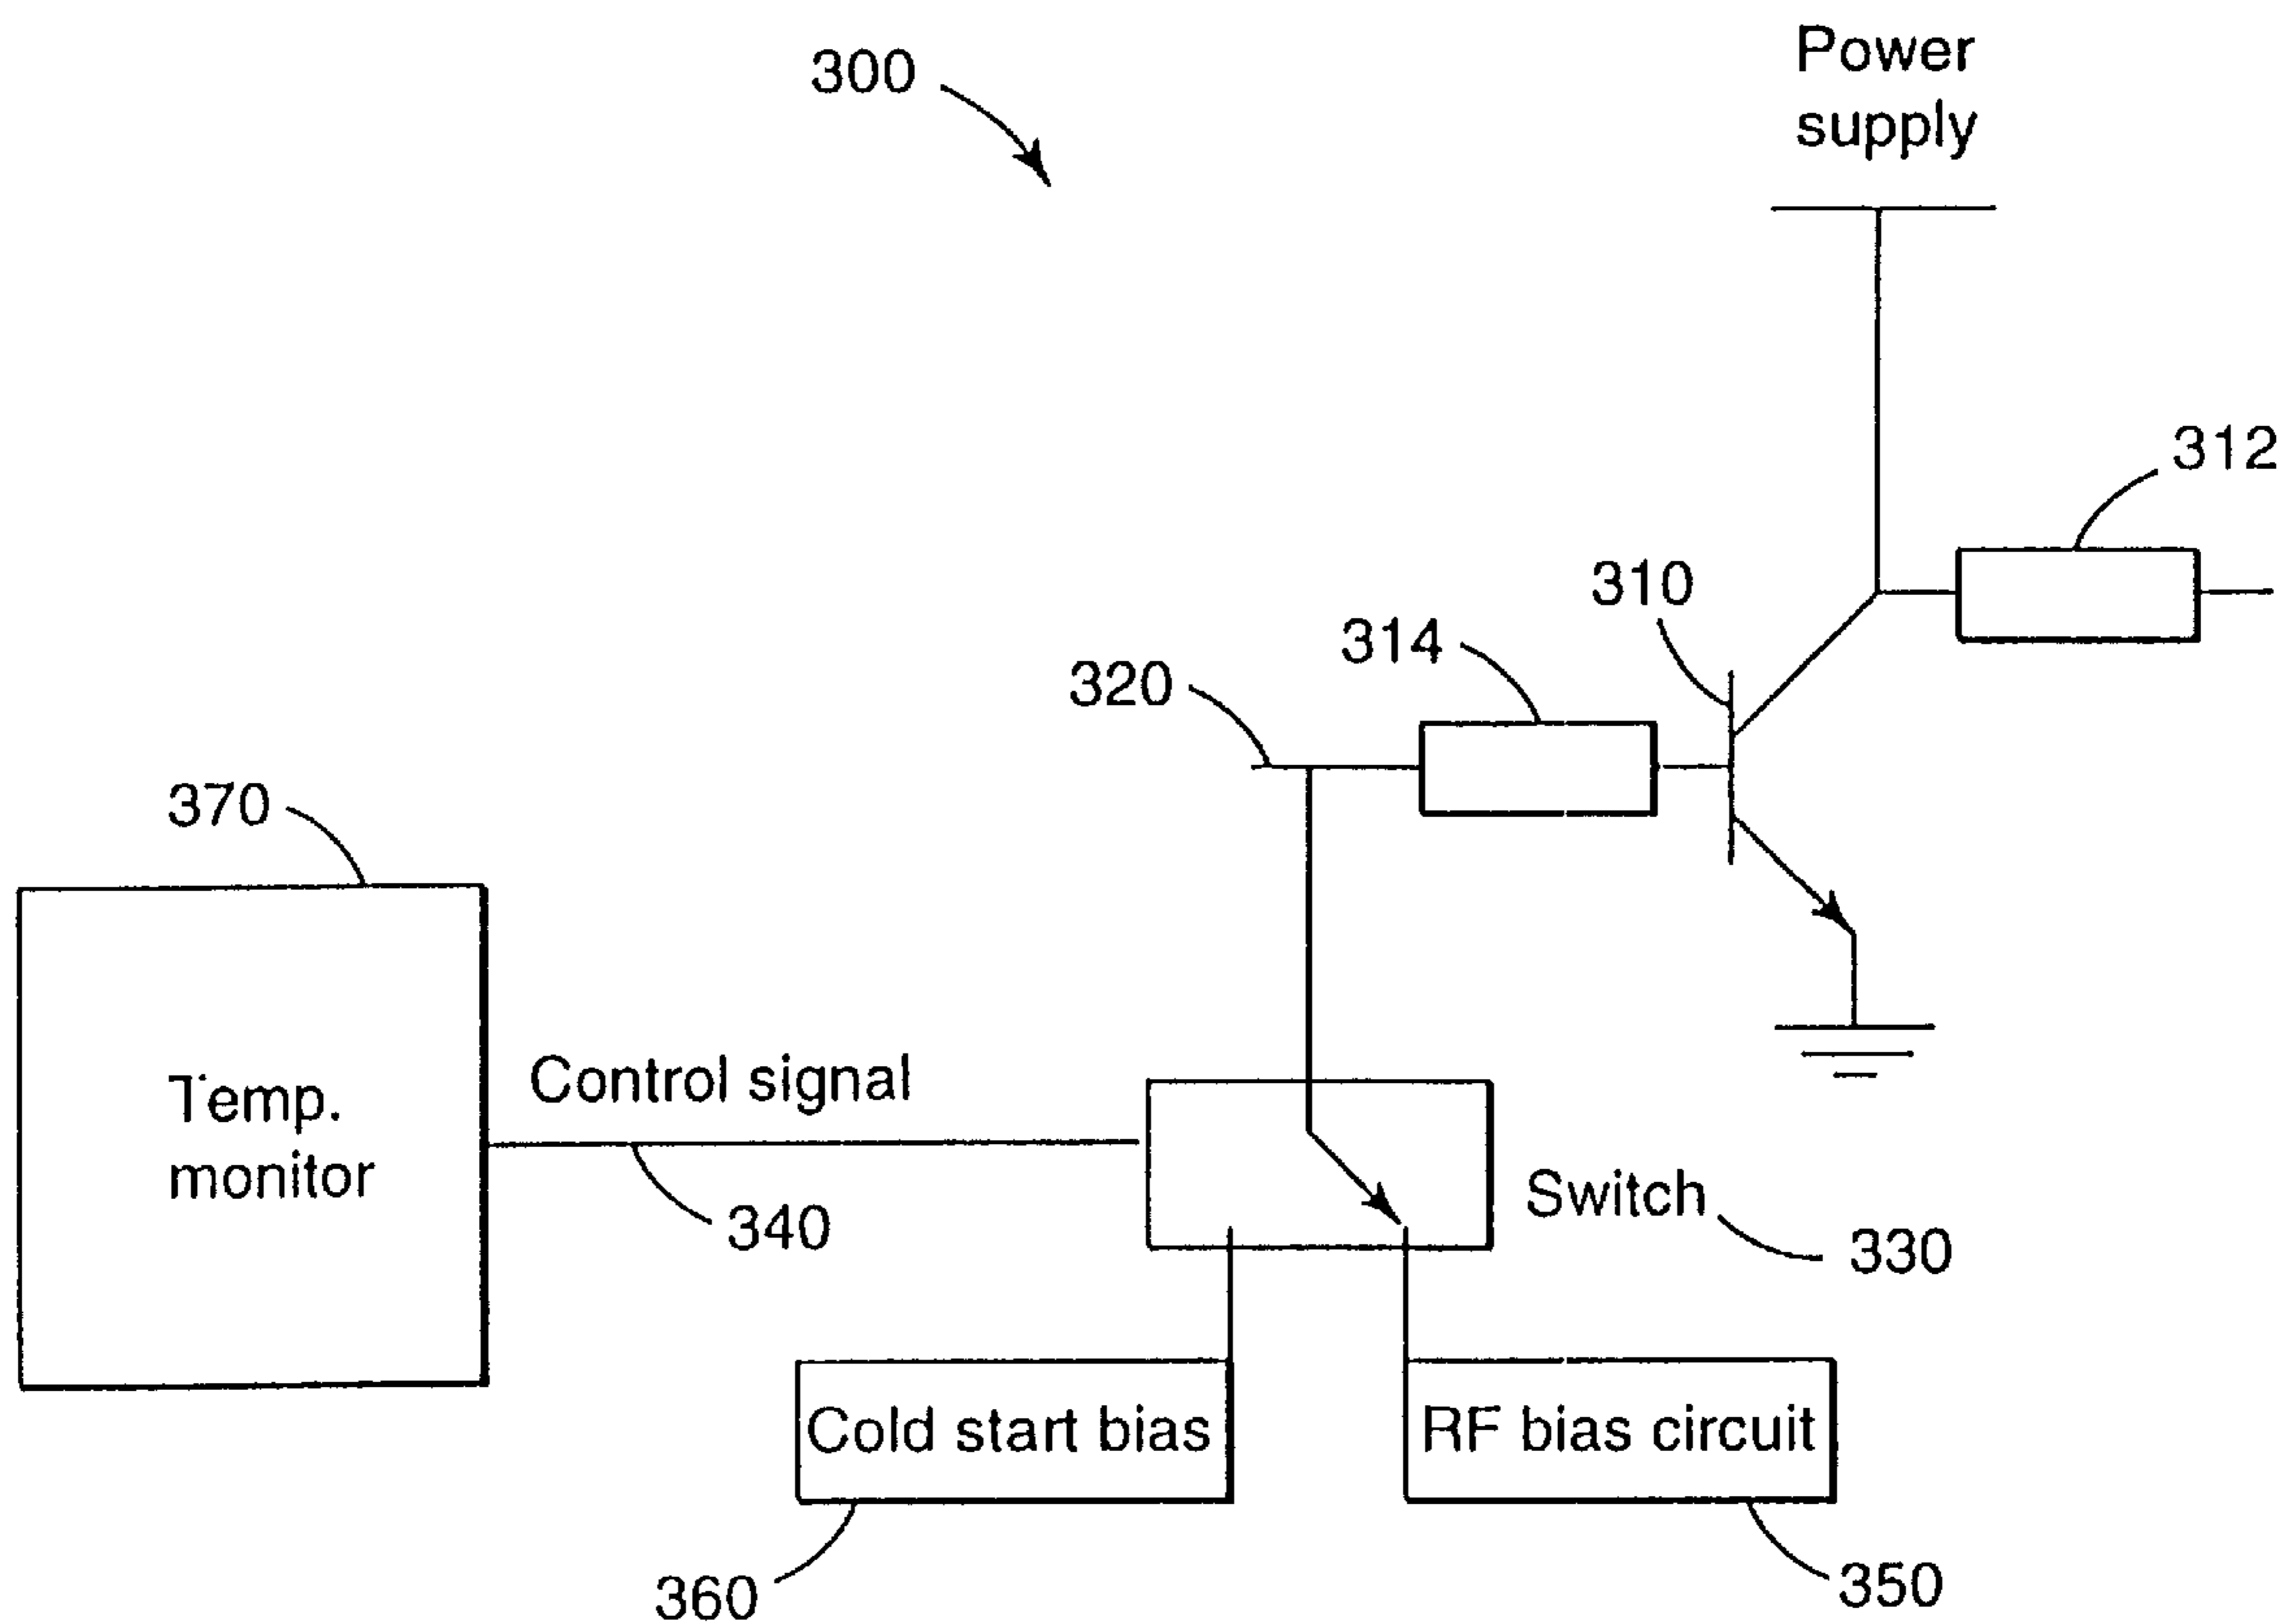 300
Power
supply
312
310
314
320
370
Temp.
monitor
Control signal
340
Switch
330
Cold start bias
RF bias circuit
360
350